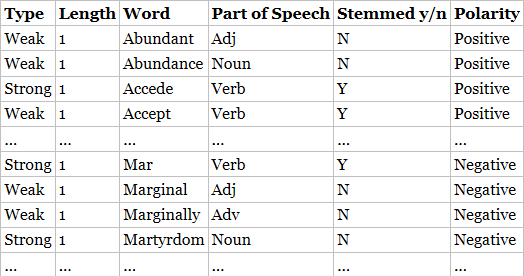 Type Length Word Part of Speech Stemmed y/n Polarity
Weak 1 Abundant Adj N Positive
Weak 1 Abundance Noun N Positive
Strong 1 Accede Verb Y Positive
Weak 1 Accept Verb Y Positive
... ... ... ... ... ...
Strong 1 Mar Verb Y Negative
Weak 1 Marginal Adj N Negative
Weak 1 Marginally Adv N Negative
Strong 1 Martyrdom Noun N Negative
... ... ... ... ... ...